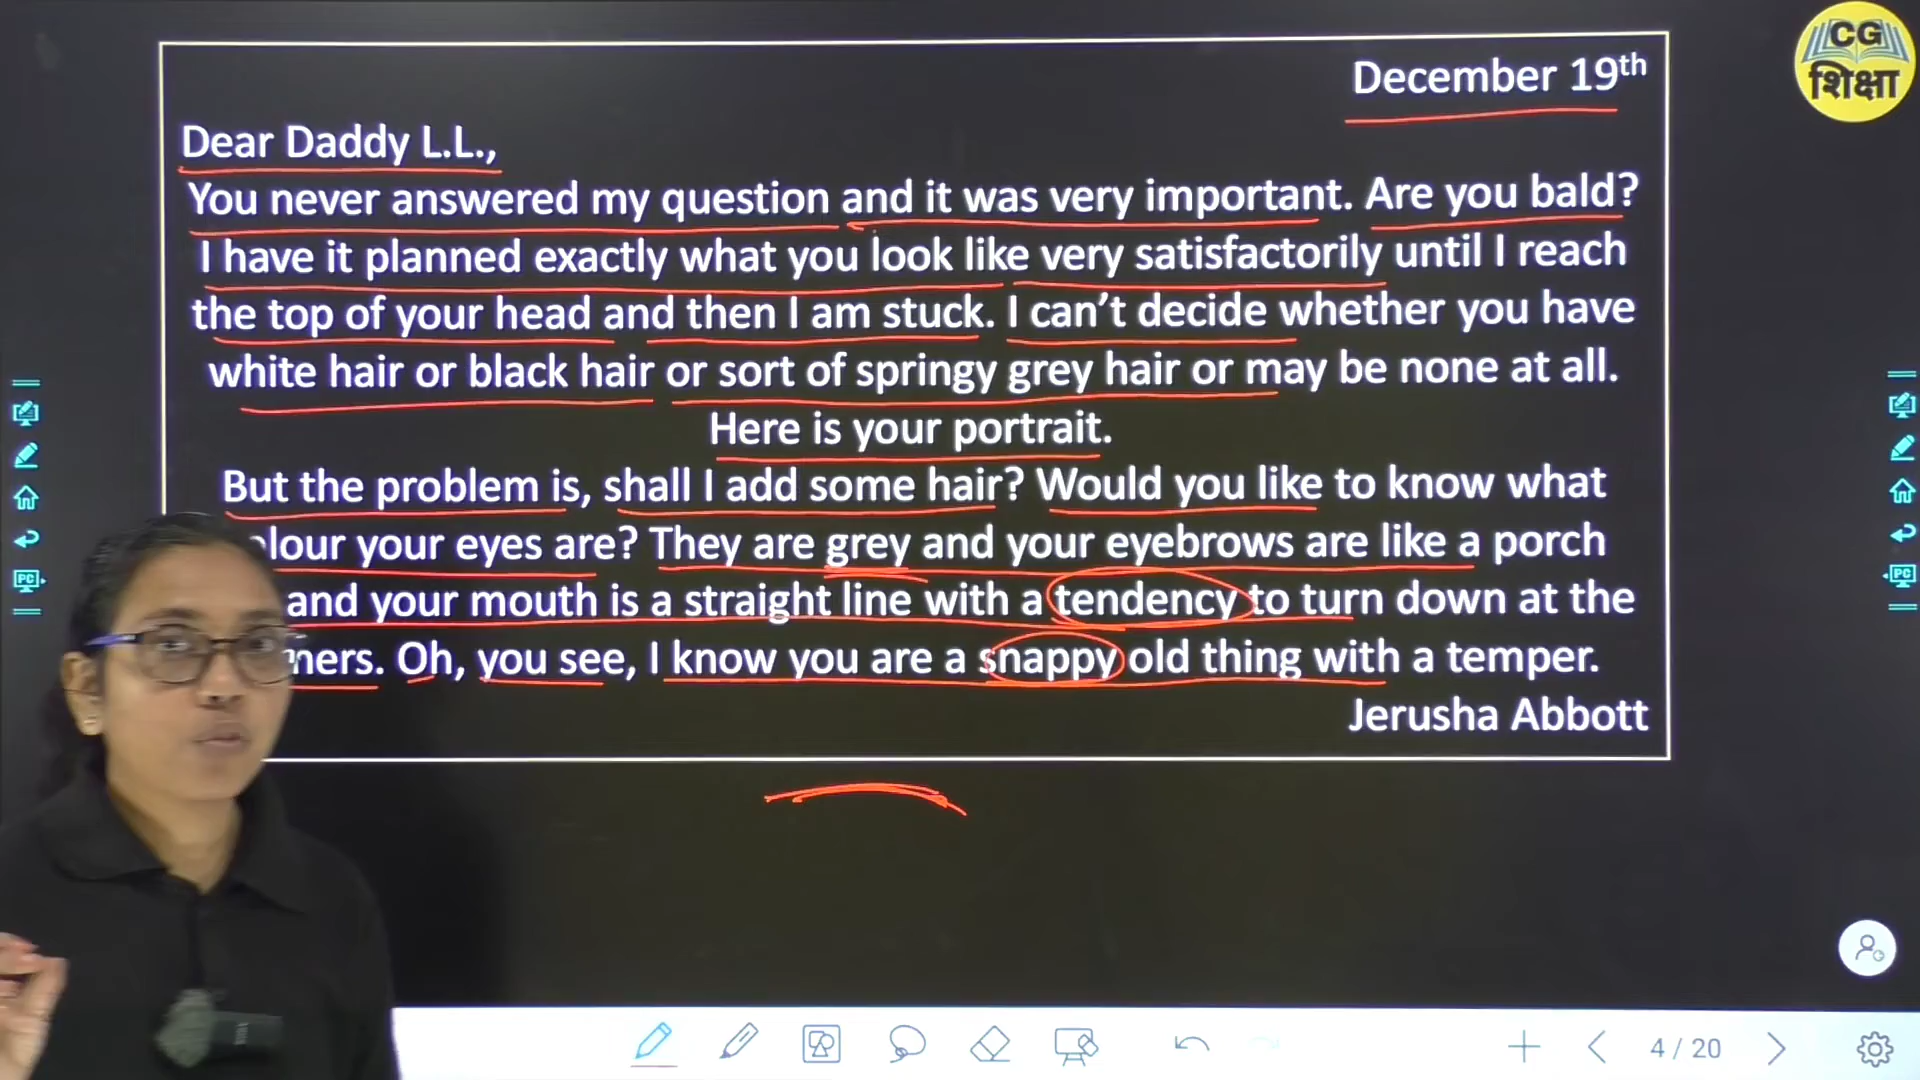 CG
शिक्षा
December 19th
Dear Daddy L.L.,
You never answered my question and it was very important. Are you bald?
I have it planned exactly what you look like very satisfactorily until I reach
the top of your head and then I am stuck. I can't decide whether you have
white hair or black hair or sort of springy grey hair or may be none at all.
Here is your portrait.
But the problem is, shall I add some hair? Would you like to know what
lour your eyes are? They are grey and your eyebrows are like a porch
and your mouth is a straight line with a tendency to turn down at the
ners. Oh, you see, I know you are a snappy old thing with a temper.
Jerusha Abbott
PC
PC
4 / 20